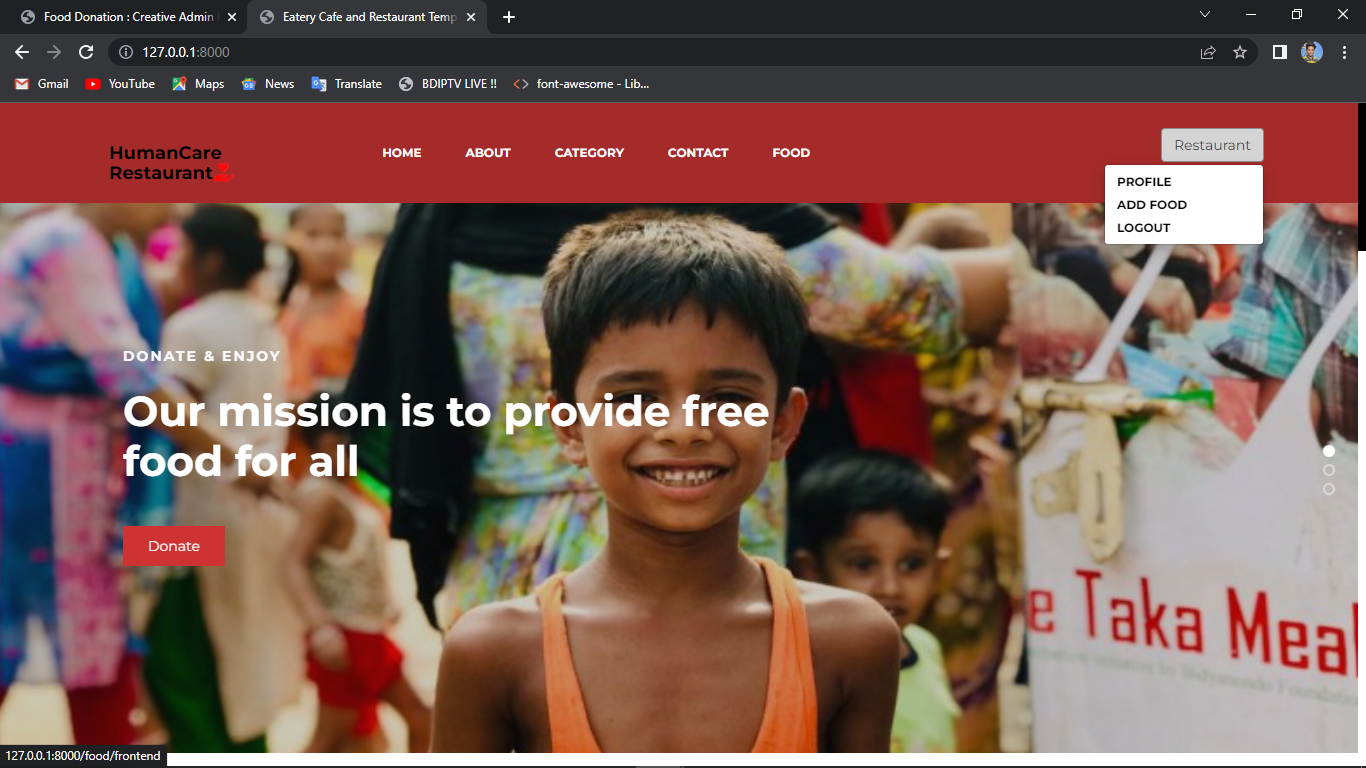 Food Donation : Creative Admin
Eatery Cafe and Restaurant Temp
127.0.0.1:8000
Gmail
YouTube
Maps
News
Translate
BDIPTV LIVE !!
font-awesome - Lib...
HumanCare
Restaurant
HOME
ABOUT
CATEGORY
CONTACT
FOOD
Restaurant
PROFILE
ADD FOOD
LOGOUT
DONATE & ENJOY
Our mission is to provide free
food for all
Donate
e Taka Meal
127.0.0.1:8000/food/frontend